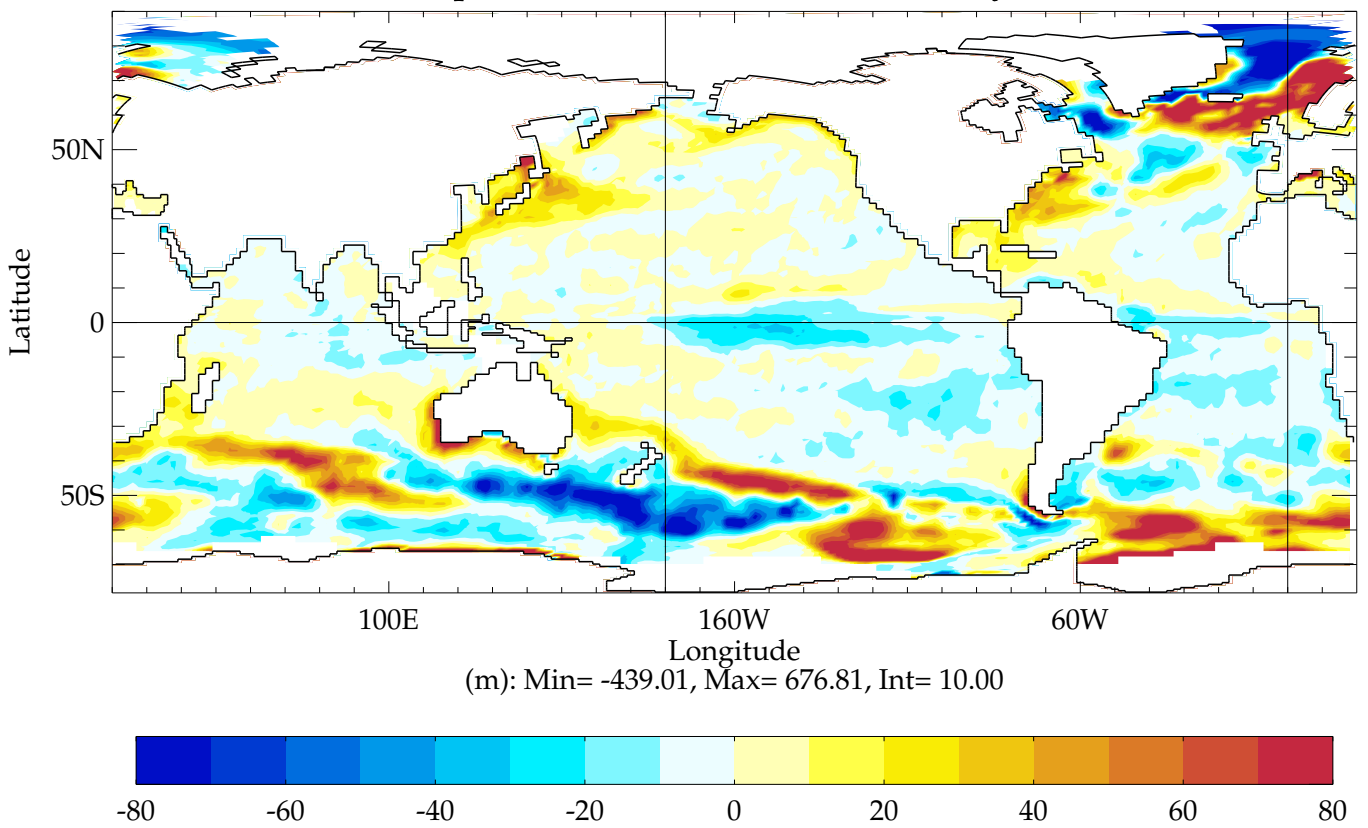 50N
0
50S
Latitude
100E 160W 60W
Longitude
(m): Min= -439.01, Max= 676.81, Int= 10.00
-80 -60 -40 -20 0 20 40 60 80